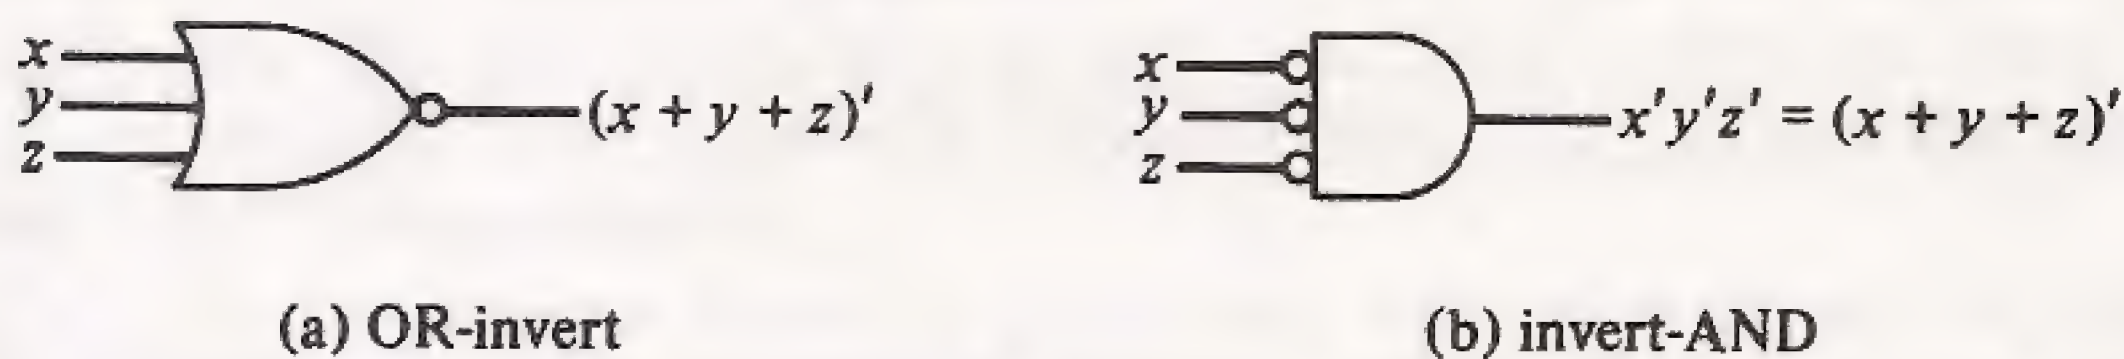 x
y
z
(x + y + z)'
(a) OR-invert
x
y
z
x'y'z' = (x + y + z)'
(b) invert-AND